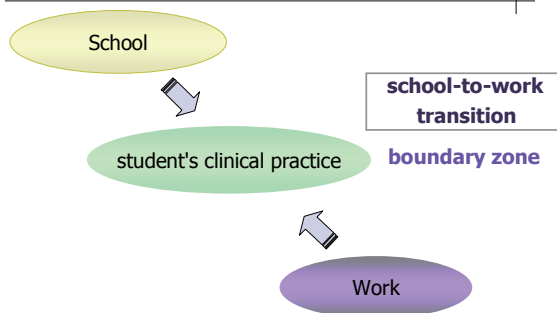 School
school-to-work
transition
student's clinical practice
boundary zone
Work